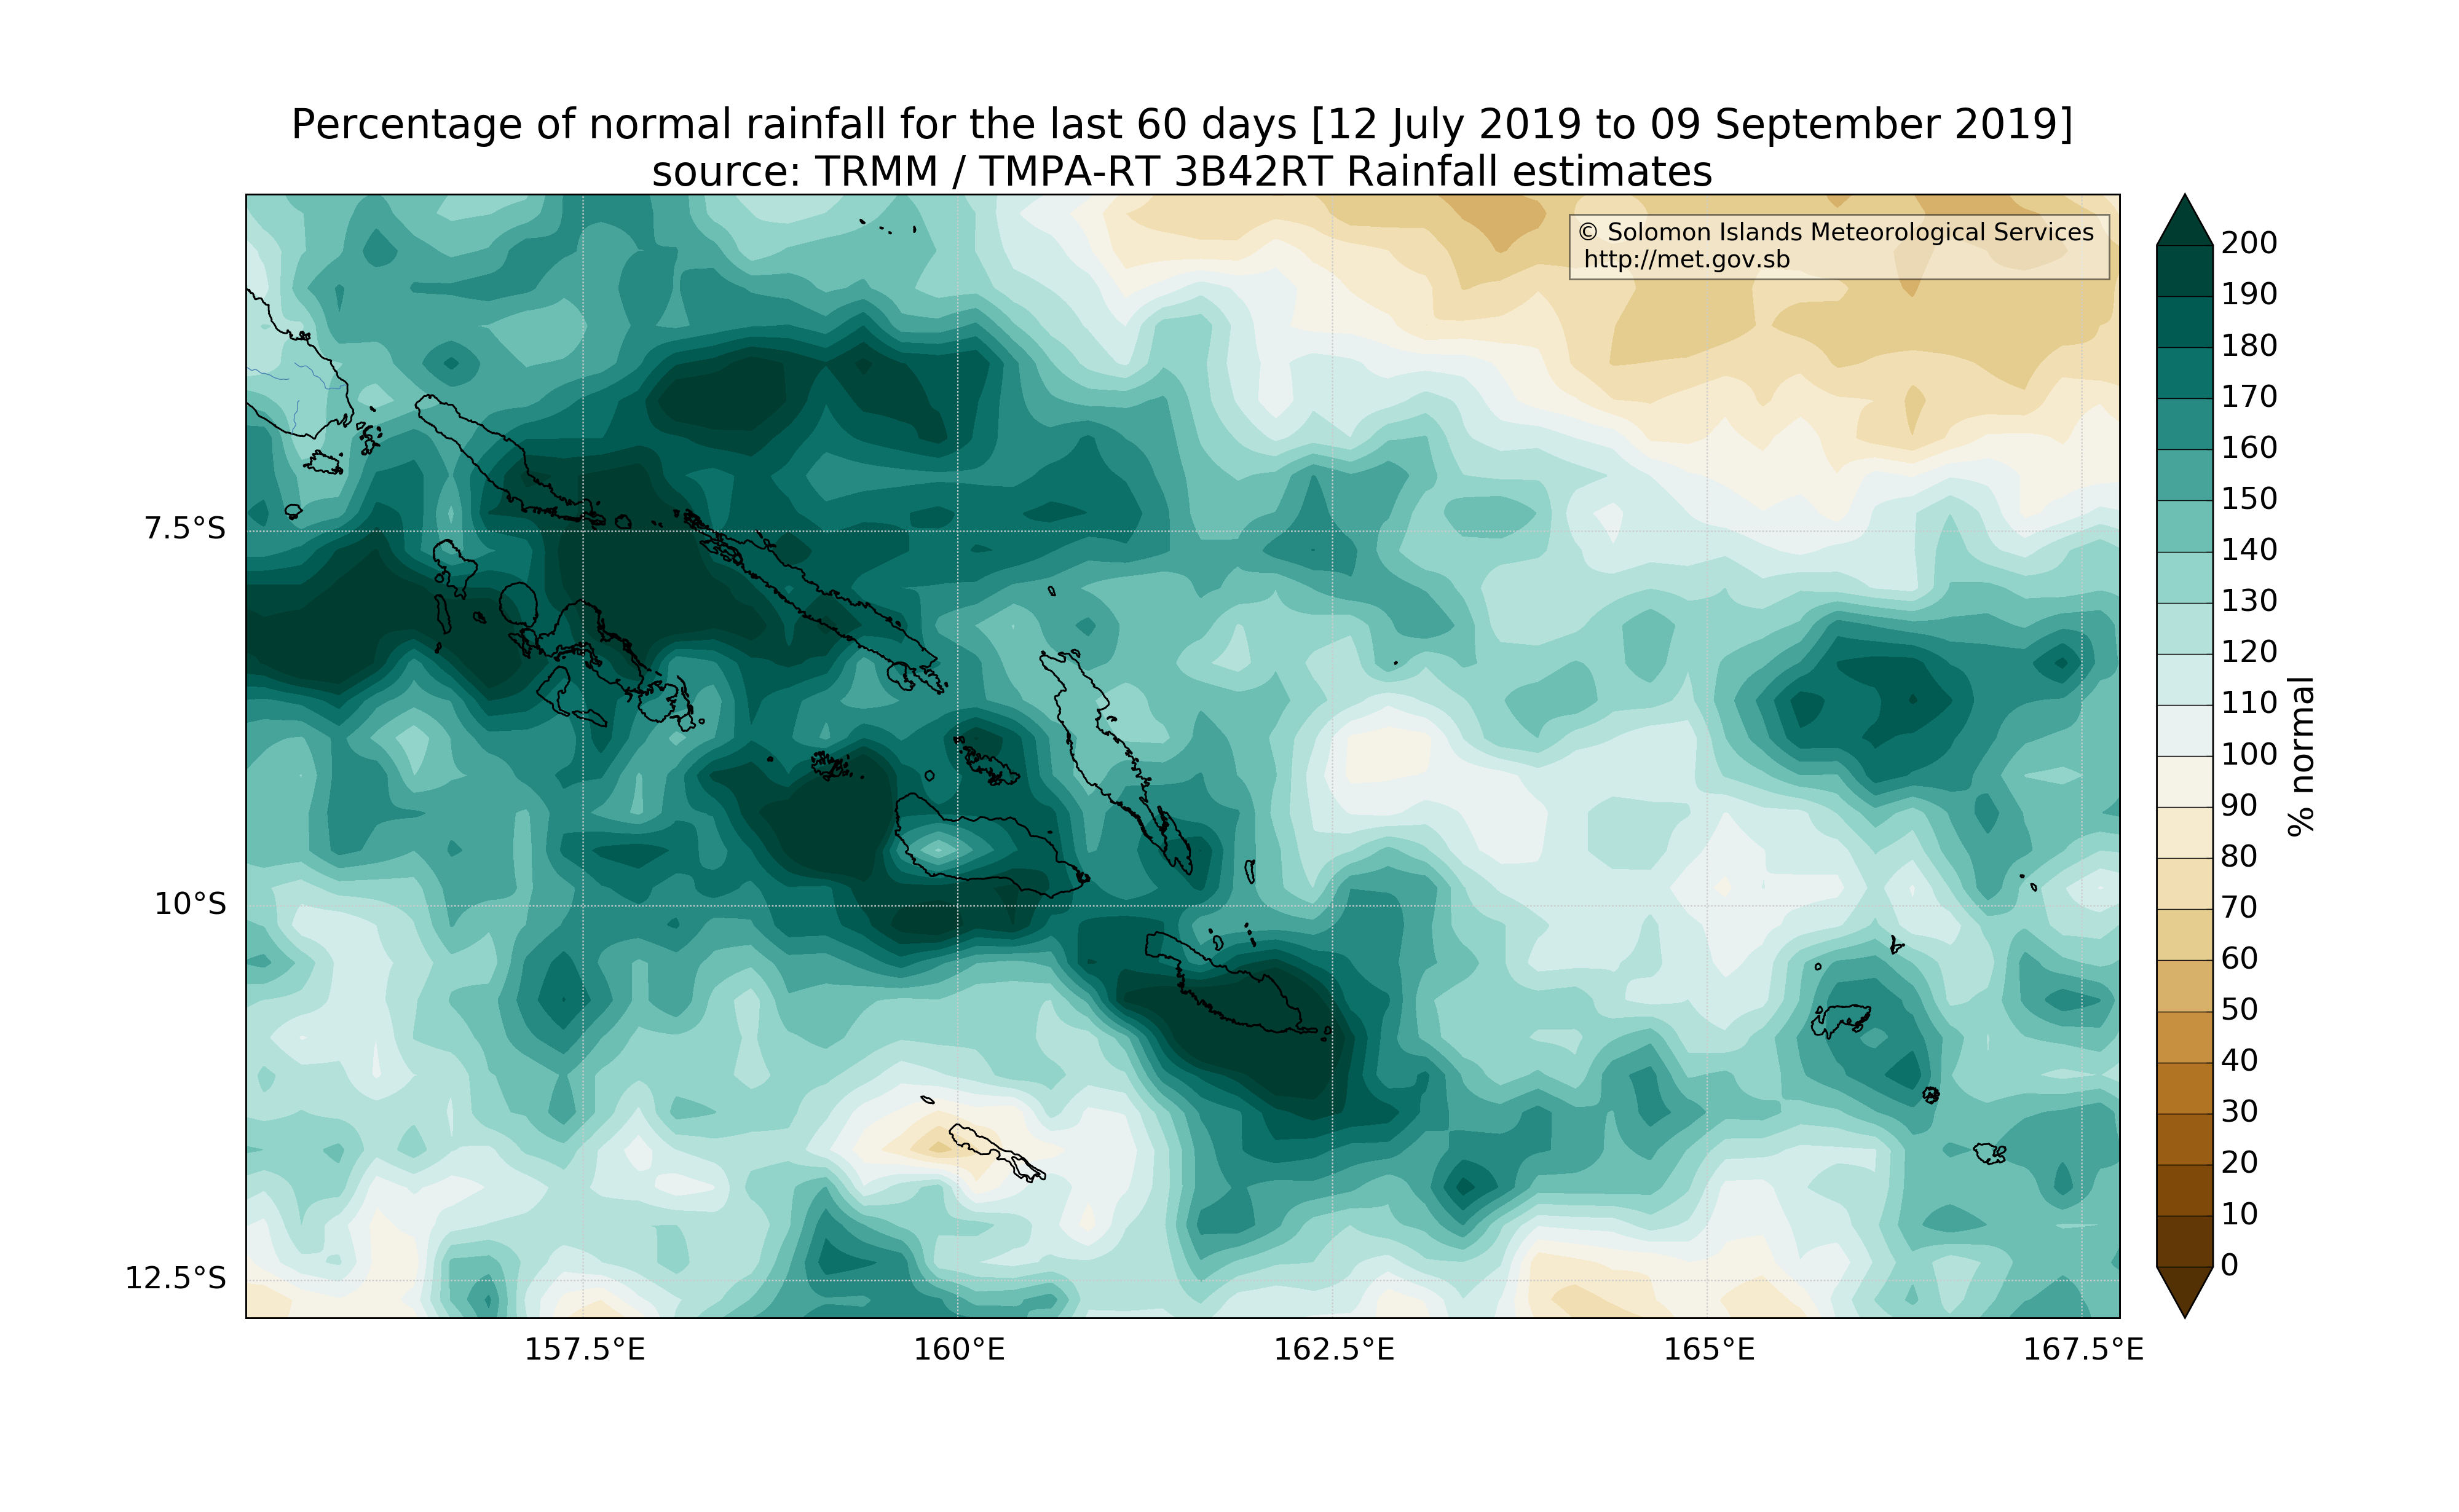 Percentage of normal rainfall for the last 60 days [12 July 2019 to 09 September 2019]
source: TRMM / TMPA-RT 3B42RT Rainfall estimates
© Solomon Islands Meteorological Services
http://met.gov.sb
7.5°S
10°S
12.5°S
157.5°E
160°E
162.5°E
165°E
167.5°E
200
190
180
170
160
150
140
130
120
110
100
90
80
70
60
50
40
30
20
10
0
% normal